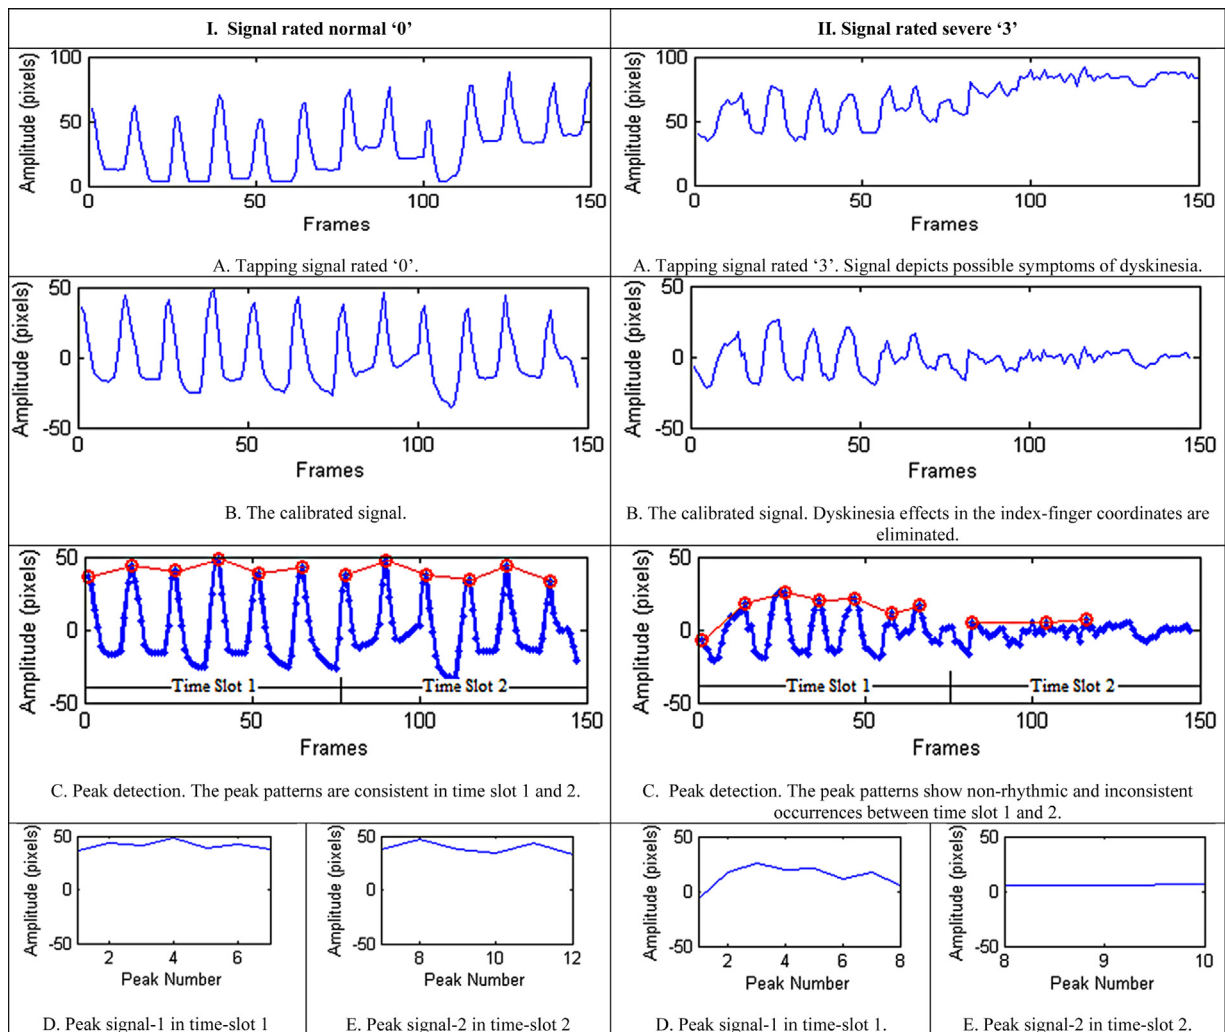 I. Signal rated normal ‘0’
II. Signal rated severe ‘3’
Amplitude (pixels)
100
50
0
0
50
100
150
Frames
A. Tapping signal rated ‘0’.
Amplitude (pixels)
100
50
0
0
50
100
150
Frames
A. Tapping signal rated ‘3’. Signal depicts possible symptoms of dyskinesia.
Amplitude (pixels)
50
0
-50
0
50
100
150
Frames
B. The calibrated signal.
Amplitude (pixels)
50
0
-50
0
50
100
150
Frames
B. The calibrated signal. Dyskinesia effects in the index-finger coordinates are
eliminated.
Amplitude (pixels)
50
0
-50
Time Slot 1
Time Slot 2
0
50
100
150
Frames
C. Peak detection. The peak patterns are consistent in time slot 1 and 2.
Amplitude (pixels)
50
0
-50
Time Slot 1
Time Slot 2
0
50
100
150
Frames
C. Peak detection. The peak patterns show non-rhythmic and inconsistent
occurrences between time slot 1 and 2.
Amplitude (pixels)
50
0
-50
2
4
6
Peak Number
D. Peak signal-1 in time-slot 1
Amplitude (pixels)
50
0
-50
8
10
12
Peak Number
E. Peak signal-2 in time-slot 2
Amplitude (pixels)
50
0
-50
2
4
6
8
Peak Number
D. Peak signal-1 in time-slot 1.
Amplitude (pixels)
50
0
-50
8
9
10
Peak Number
E. Peak signal-2 in time-slot 2.